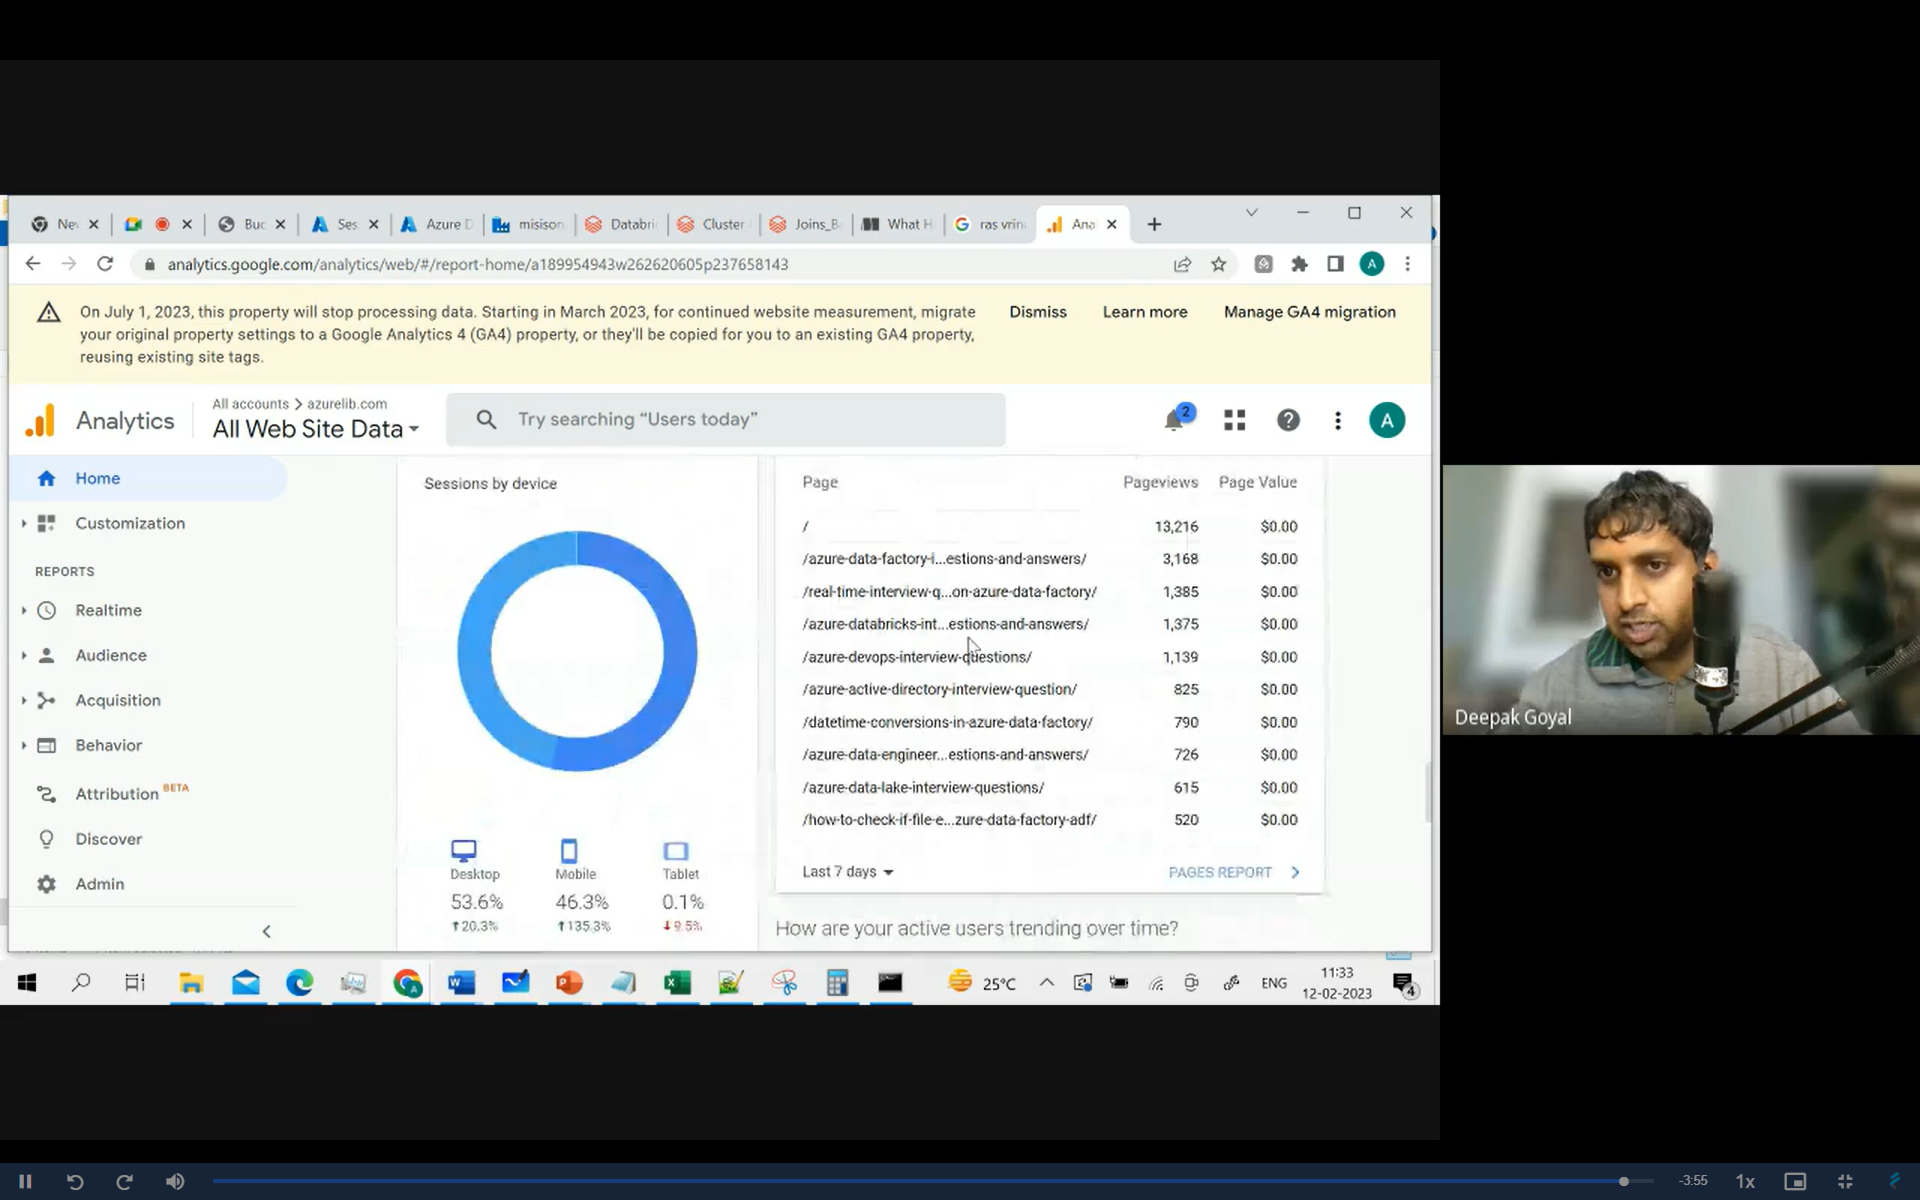 Nev
Buc
Ses
Azure D
misison
Databri
Cluster
Joins_B
What H
ras vrin
Ana
analytics.google.com/analytics/web/#/report-home/a189954943w262620605p237658143
A
On July 1, 2023, this property will stop processing data. Starting in March 2023, for continued website measurement, migrate
your original property settings to a Google Analytics 4 (GA4) property, or they'll be copied for you to an existing GA4 property,
reusing existing site tags.
Dismiss
Learn more
Manage GA4 migration
Analytics
All accounts > azurelib.com
All Web Site Data
Try searching “Users today”
2
A
Home
Customization
REPORTS
Realtime
Audience
Acquisition
Behavior
Attribution BETA
Discover
Admin
Sessions by device
Desktop Mobile Tablet
53.6% 46.3% 0.1%
↑20.3% ↑135.3% ↓9.5%
Page Pageviews Page Value
/ 13,216 $0.00
/azure-data-factory-i...estions-and-answers/ 3,168 $0.00
/real-time-interview-q...on-azure-data-factory/ 1,385 $0.00
/azure-databricks-int...estions-and-answers/ 1,375 $0.00
/azure-devops-interview-questions/ 1,139 $0.00
/azure-active-directory-interview-question/ 825 $0.00
/datetime-conversions-in-azure-data-factory/ 790 $0.00
/azure-data-engineer...estions-and-answers/ 726 $0.00
/azure-data-lake-interview-questions/ 615 $0.00
/how-to-check-if-file-e...zure-data-factory-adf/ 520 $0.00
Last 7 days
PAGES REPORT
How are your active users trending over time?
Deepak Goyal
25°C
ENG
11:33
12-02-2023
4
-3:55
1x